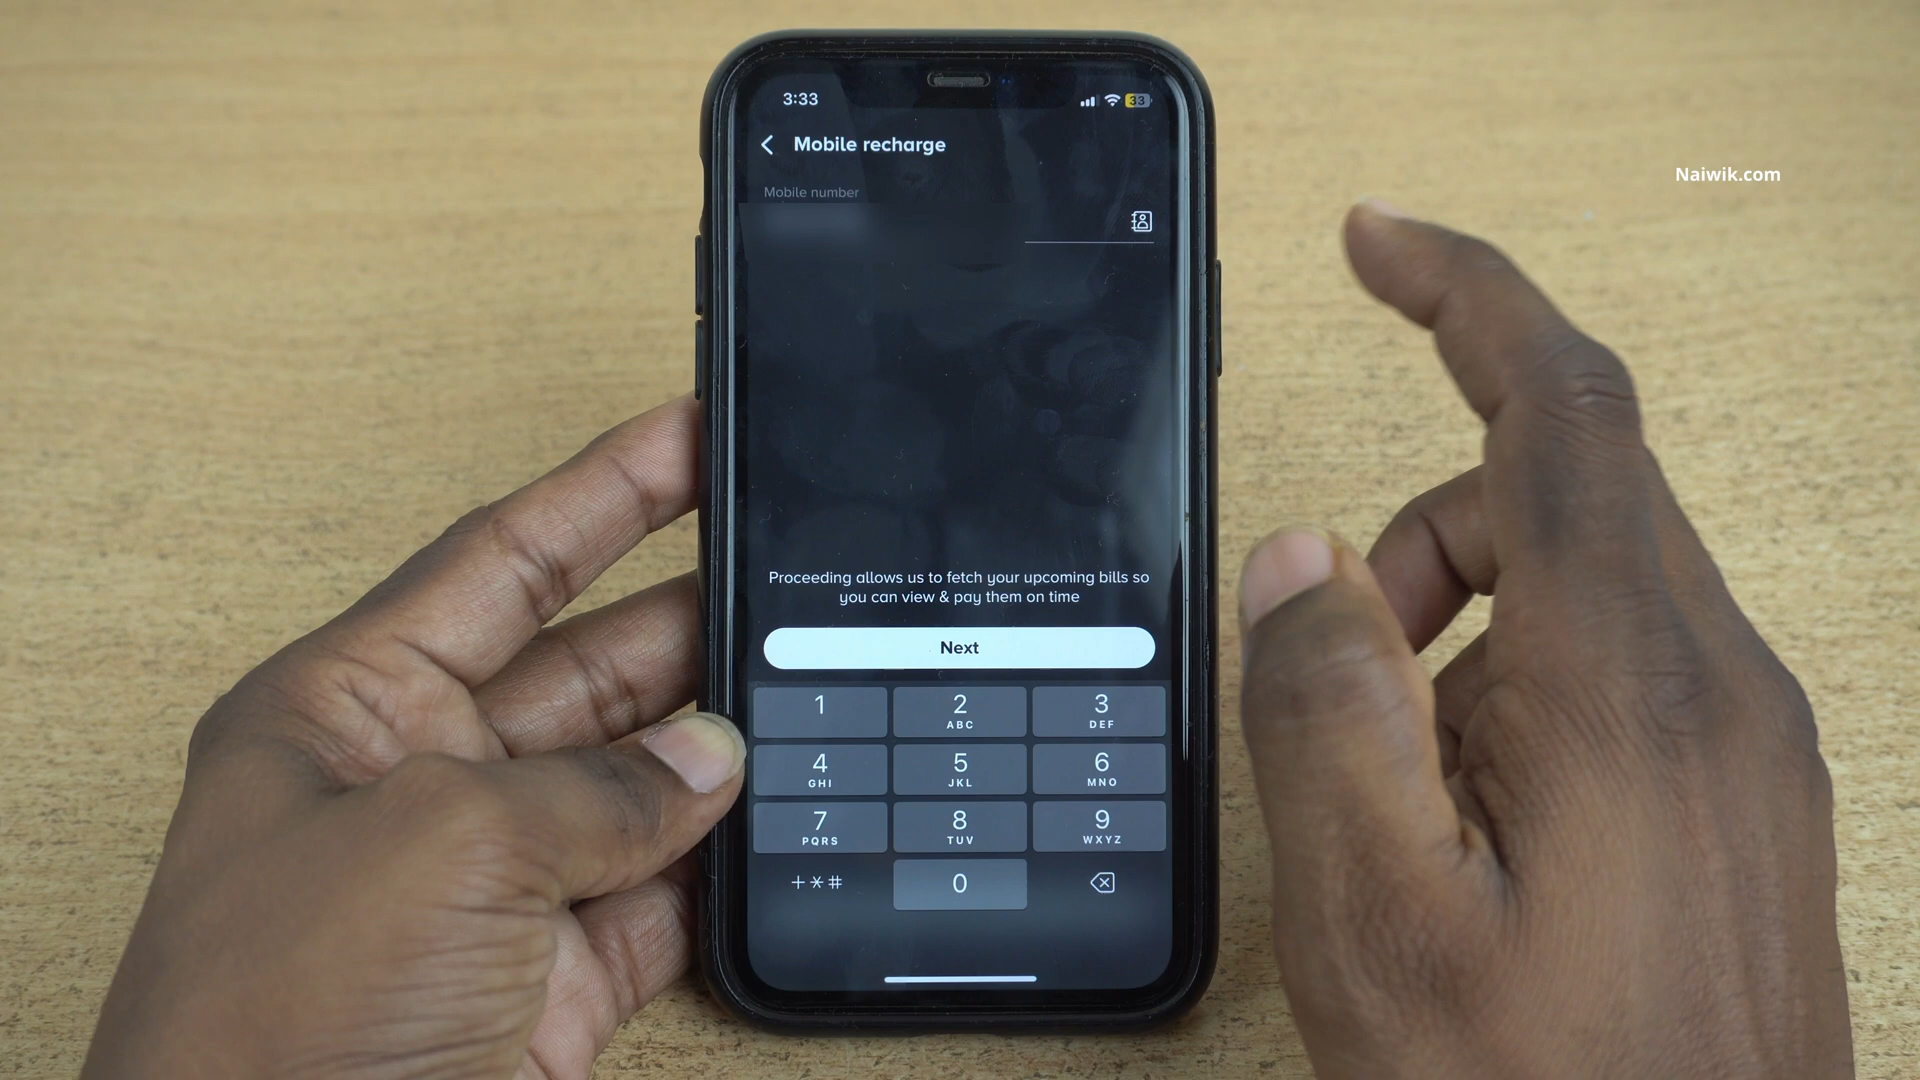 3:33
33
Mobile recharge
Mobile number
Naiwik.com
Proceeding allows us to fetch your upcoming bills so
you can view & pay them on time
Next
1
2
ABC
3
DEF
4
GHI
5
JKL
6
MNO
7
PQRS
8
TUV
9
WXYZ
+*#
0